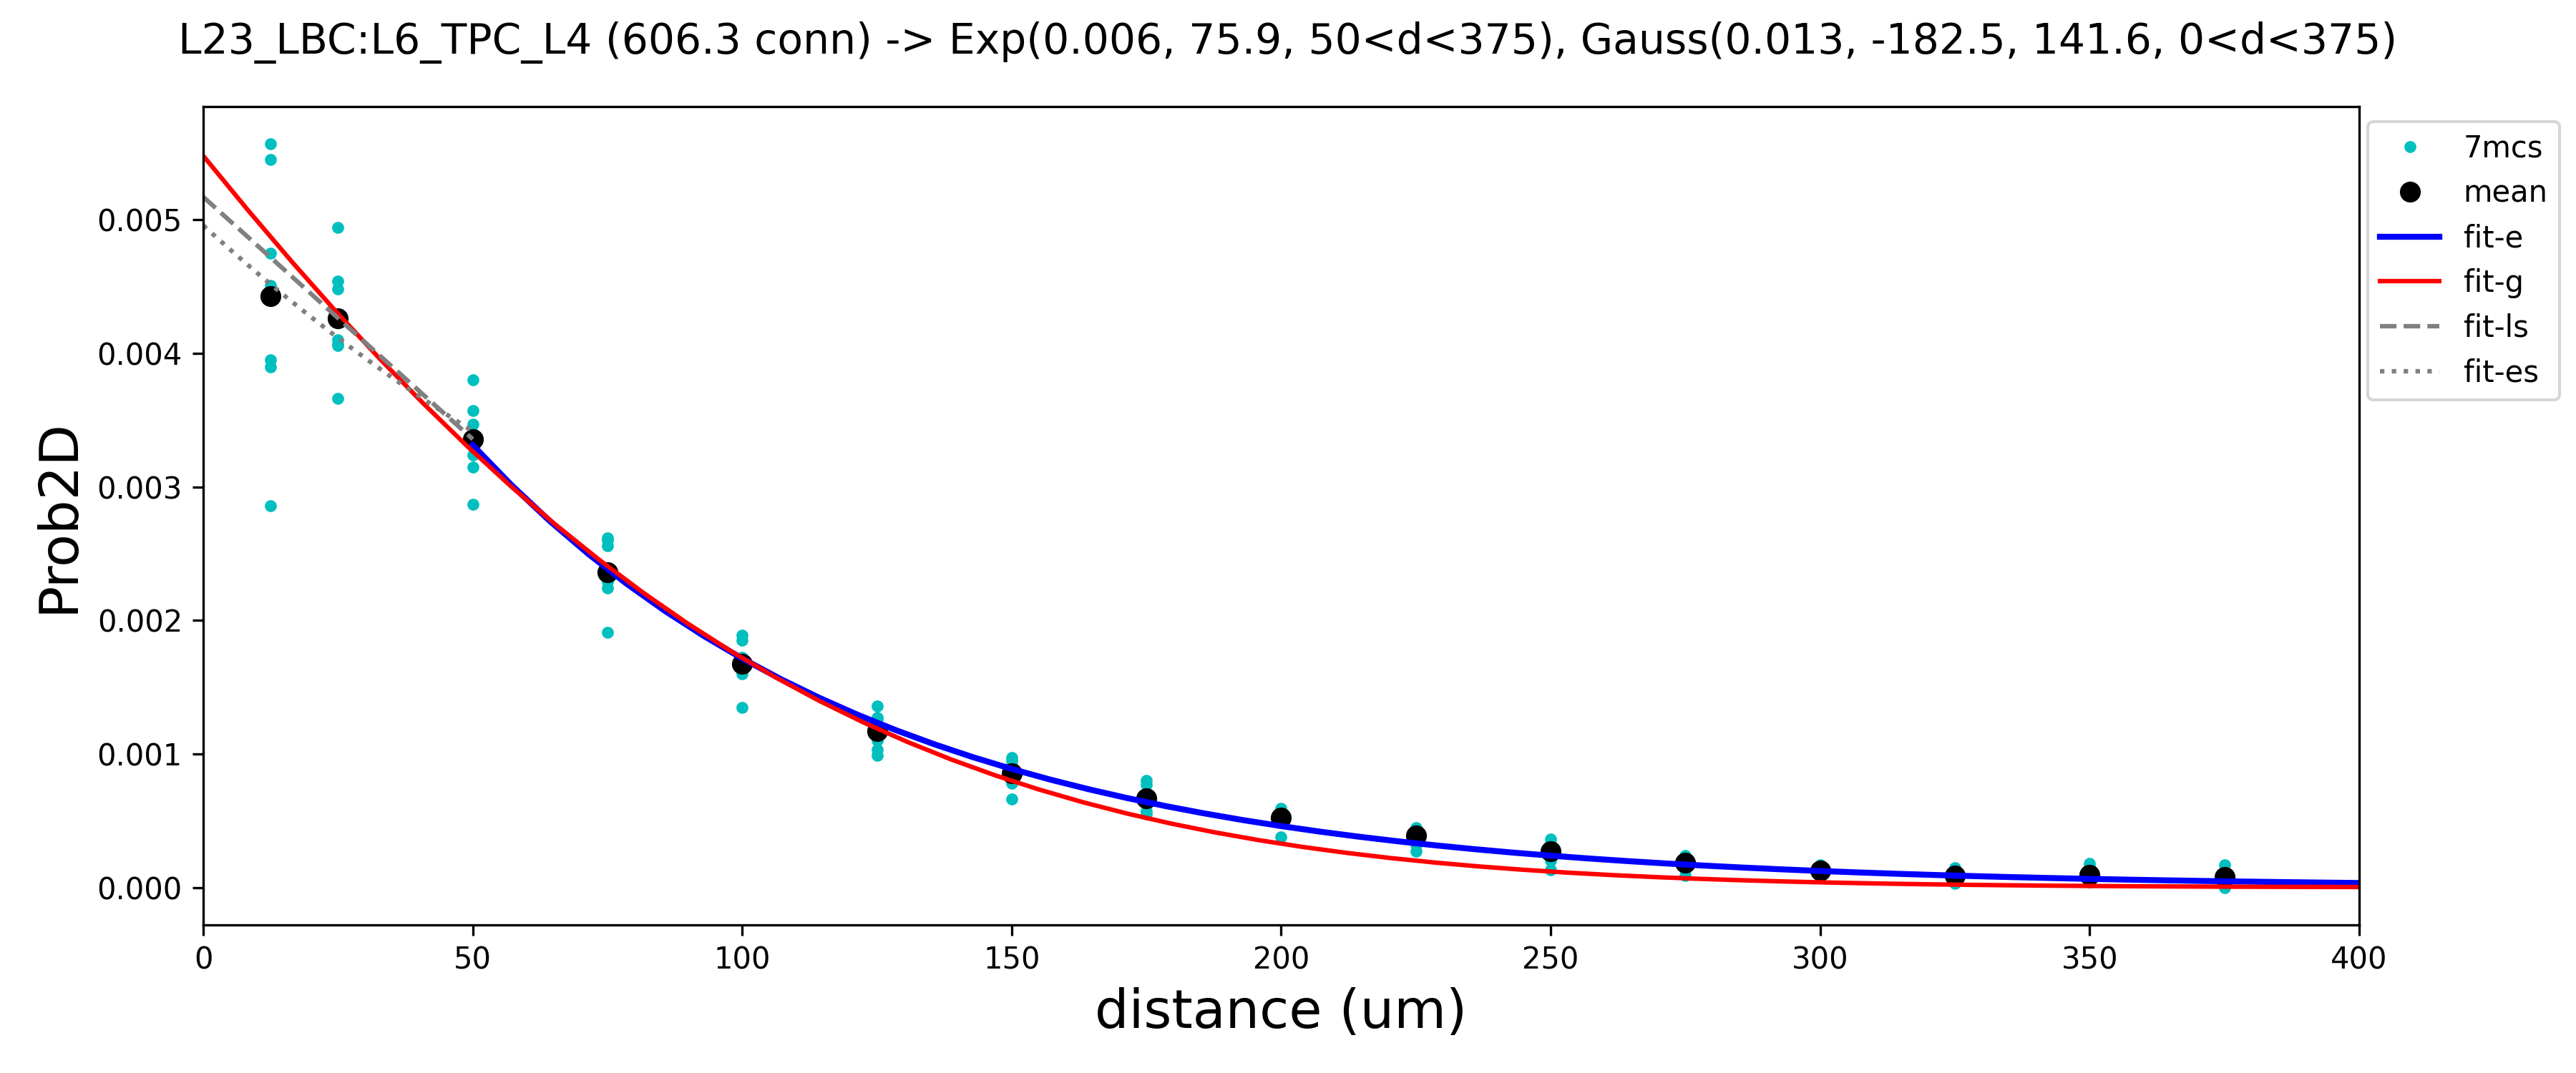 L23_LBC:L6_TPC_L4 (606.3 conn) -> Exp(0.006, 75.9, 50<d<375), Gauss(0.013, -182.5, 141.6, 0<d<375)
7mcs
mean
fit-e
fit-g
fit-ls
fit-es
Prob2D
0.005
0.004
0.003
0.002
0.001
0.000
0 50 100 150 200 250 300 350 400
distance (um)